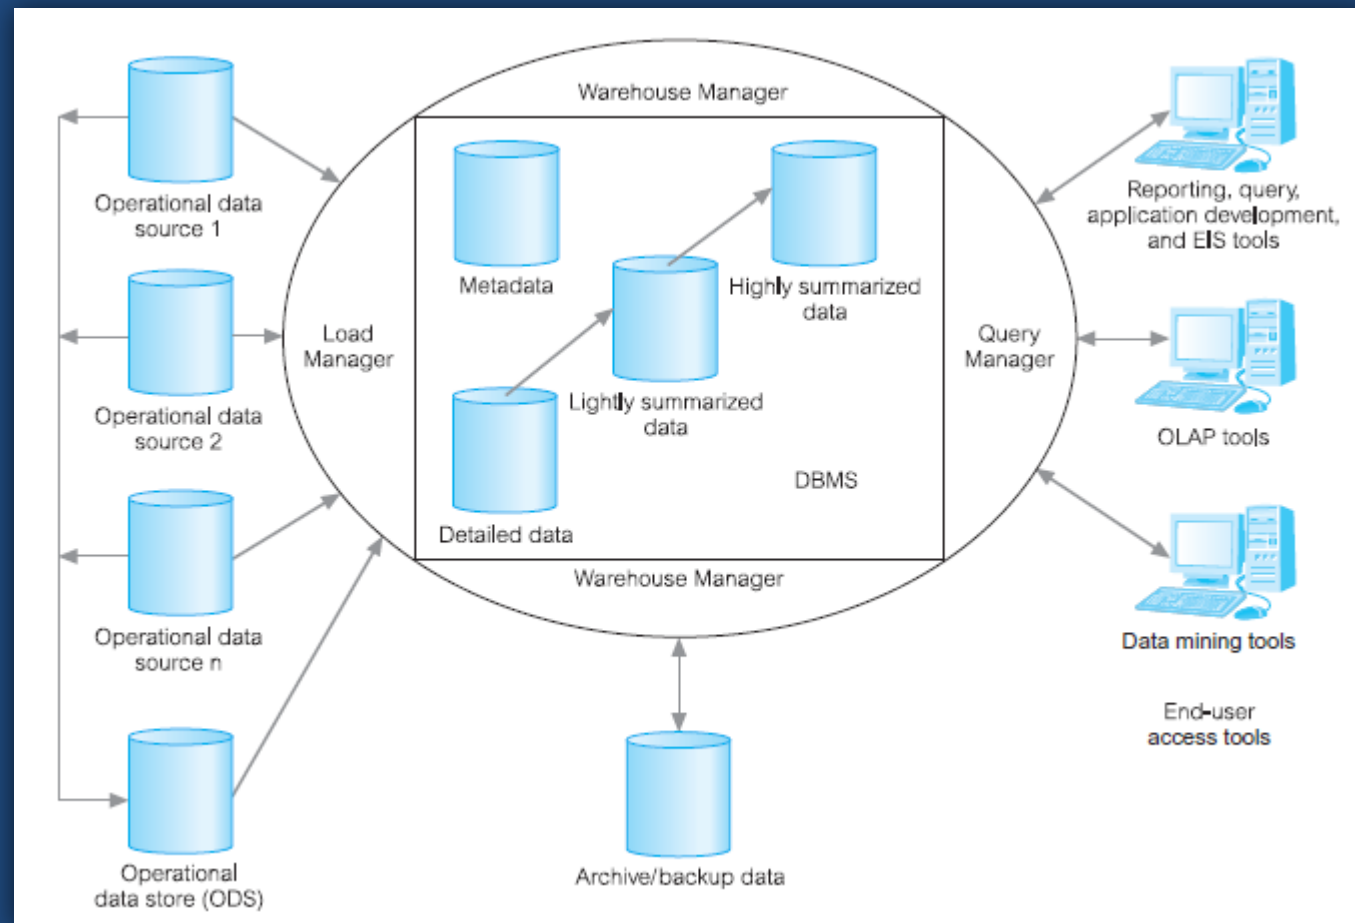 Warehouse Manager
Operational data
source 1
Operational data
source 2
Operational data
source n
Operational
data store (ODS)
Load
Manager
Metadata
Highly summarized
data
Lightly summarized
data
Detailed data
DBMS
Warehouse Manager
Archive/backup data
Query
Manager
Reporting, query,
application development,
and EIS tools
OLAP tools
Data mining tools
End-user
access tools